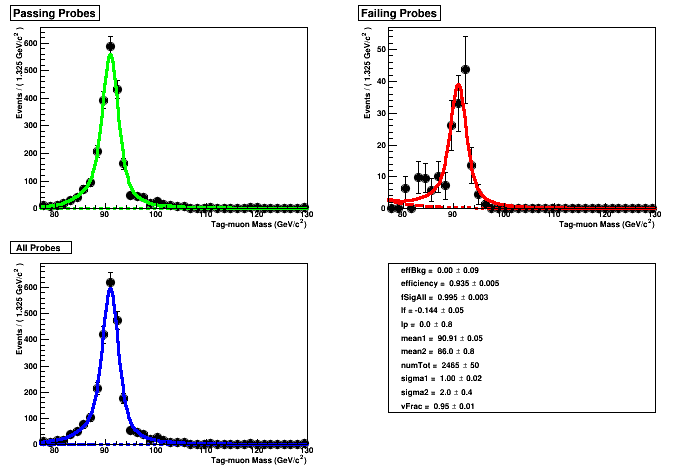 Passing Probes
Events / ( 1.325 GeV/c² )
600
500
400
300
200
100
0
80 90 100 110 120 130
Tag-muon Mass (GeV/c²)
Failing Probes
Events / ( 1.325 GeV/c² )
50
40
30
20
10
0
80 90 100 110 120 130
Tag-muon Mass (GeV/c²)
All Probes
Events / ( 1.325 GeV/c² )
600
500
400
300
200
100
0
80 90 100 110 120 130
Tag-muon Mass (GeV/c²)
effBkg = 0.00 ± 0.09
efficiency = 0.935 ± 0.005
fSigAll = 0.995 ± 0.003
lf = -0.144 ± 0.05
lp = 0.0 ± 0.8
mean1 = 90.91 ± 0.05
mean2 = 86.0 ± 0.8
numTot = 2465 ± 50
sigma1 = 1.00 ± 0.02
sigma2 = 2.0 ± 0.4
vFrac = 0.95 ± 0.01